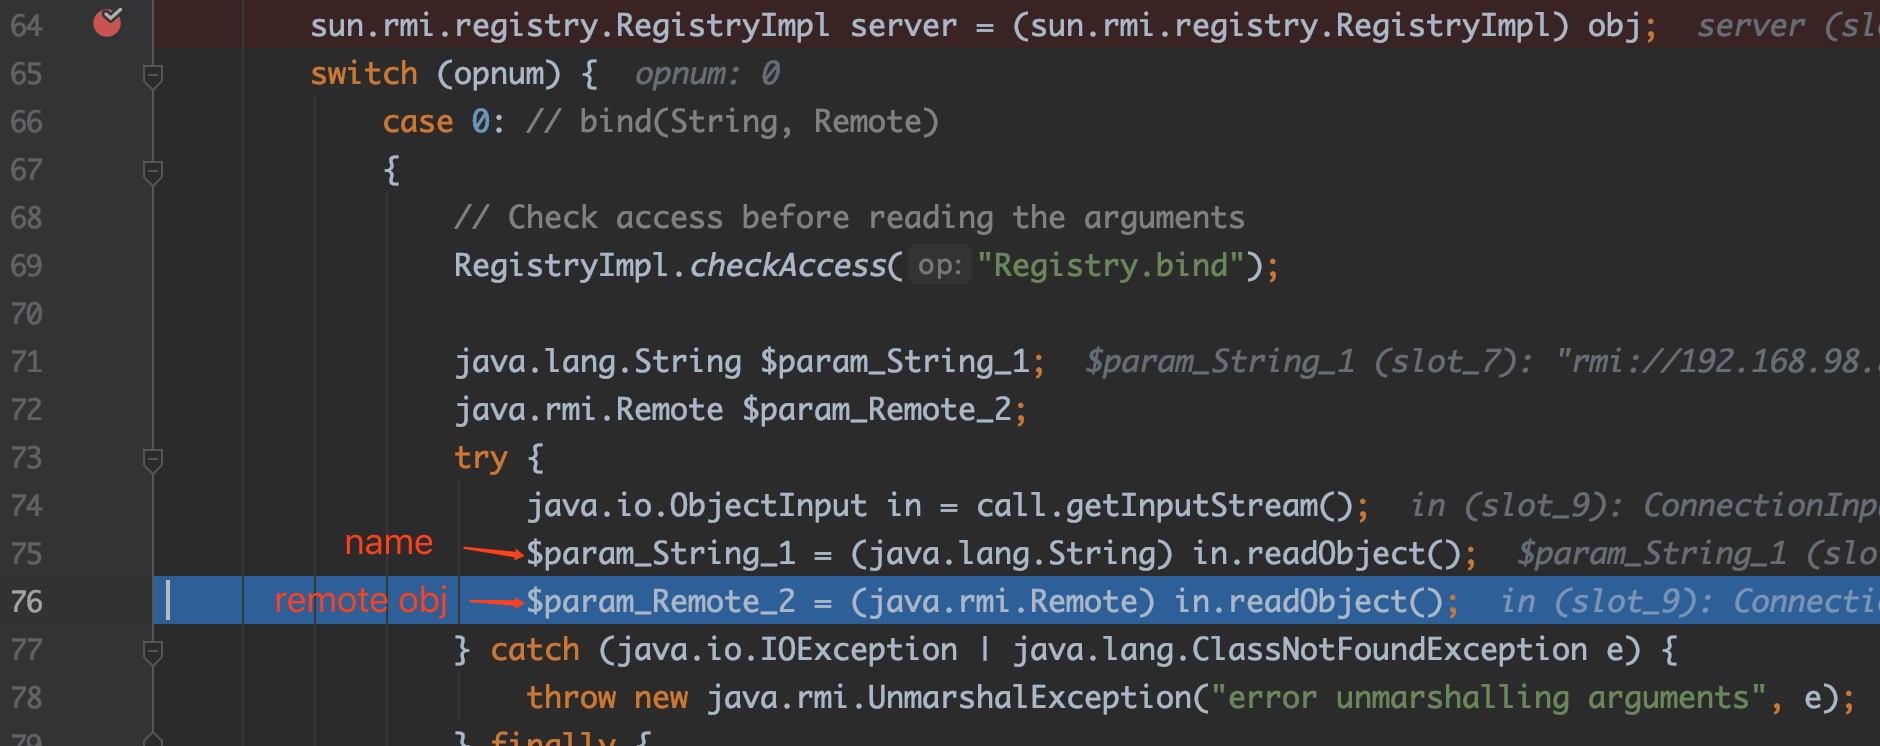 64 sun.rmi.registry.RegistryImpl server = (sun.rmi.registry.RegistryImpl) obj; server
65 switch (opnum) { opnum: 0
66 case 0: // bind(String, Remote)
67 {
68 // Check access before reading the arguments
69 RegistryImpl.checkAccess( op: "Registry.bind");
70
71 java.lang.String $param_String_1; $param_String_1 (slot_7): "rmi://192.168.98.
72 java.rmi.Remote $param_Remote_2;
73 try {
74 java.io.ObjectInput in = call.getInputStream(); in (slot_9):
75 name $param_String_1 = (java.lang.String) in.readObject(); $param_String_1
76 remote obj $param_Remote_2 = (java.rmi.Remote) in.readObject(); in (slot_9):
77 } catch (java.io.IOException | java.lang.ClassNotFoundException e) {
78 throw new java.rmi.UnmarshalException("error unmarshalling arguments", e);
79 } finally {